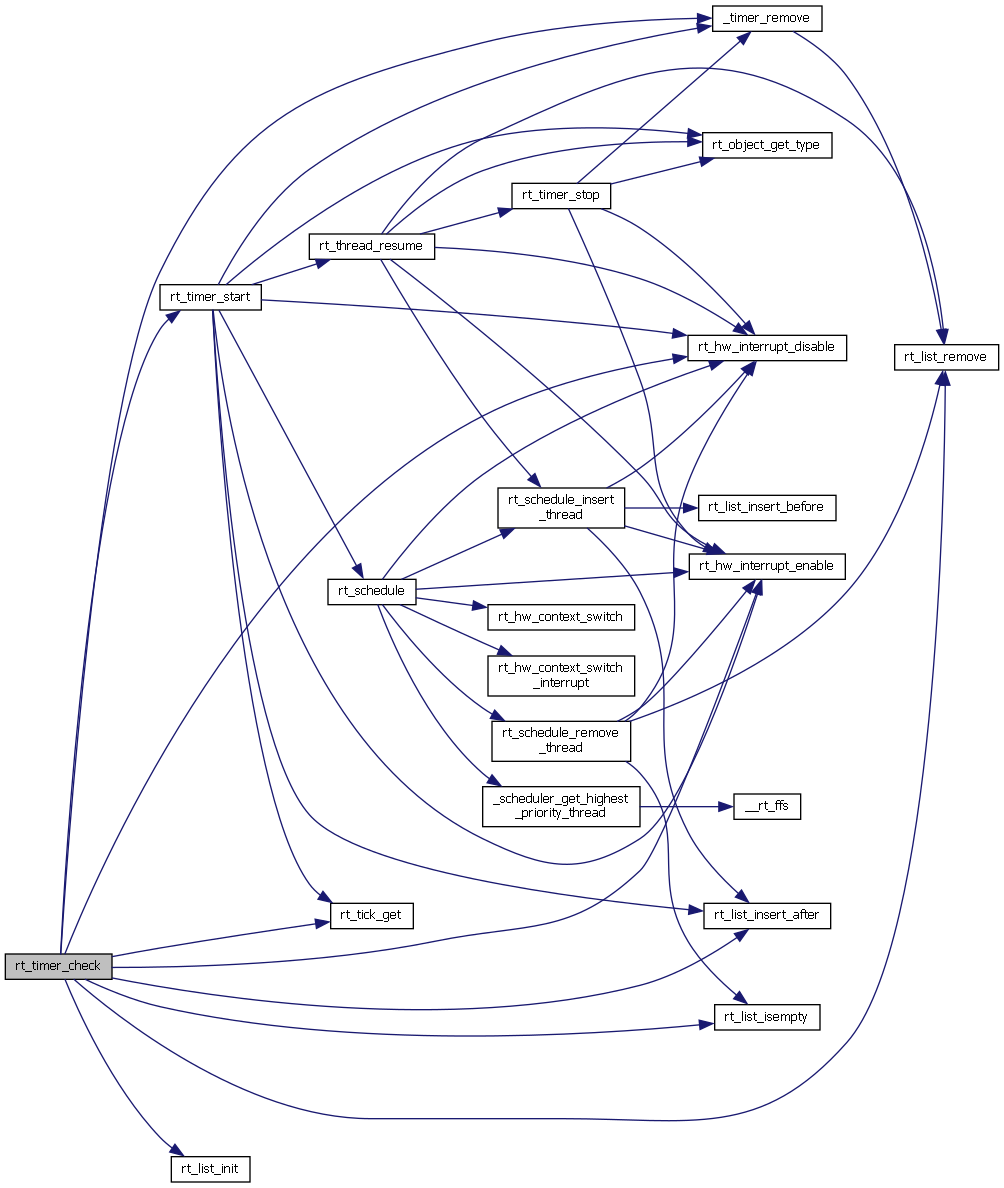 _timer_remove
rt_object_get_type
rt_timer_stop
rt_thread_resume
rt_timer_start
rt_hw_interrupt_disable
rt_list_remove
rt_schedule_insert
_thread
rt_list_insert_before
rt_hw_interrupt_enable
rt_schedule
rt_hw_context_switch
rt_hw_context_switch
_interrupt
rt_schedule_remove
_thread
_scheduler_get_highest
_priority_thread
__rt_ffs
rt_tick_get
rt_list_insert_after
rt_timer_check
rt_list_isempty
rt_list_init